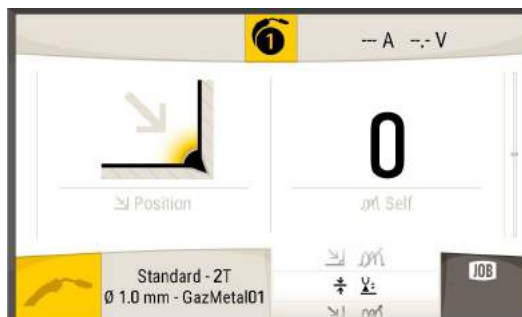 1 --- A --.- V
0
Position
Self
Standard - 2T
Ø 1.0 mm - GazMetal01
JOB